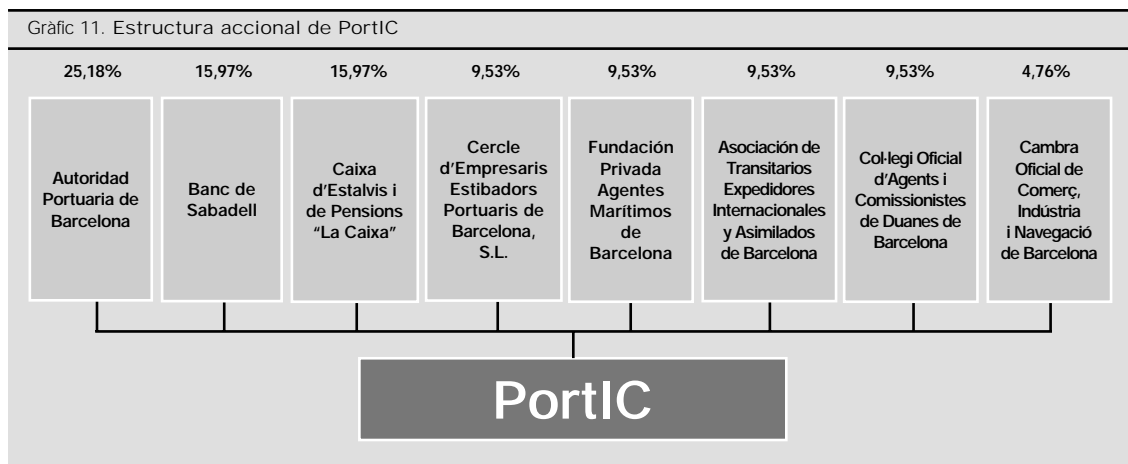 Gràfic 11. Estructura accional de PortIC
25,18% 15,97% 15,97% 9,53% 9,53% 9,53% 9,53% 4,76%
Autoridad
Portuaria de
Barcelona
Banc de
Sabadell
Caixa
d'Estalvis i
de Pensions
“La Caixa”
Cercle
d'Empresaris
Estibadors
Portuaris de
Barcelona,
S.L.
Fundación
Privada
Agentes
Marítimos
de
Barcelona
Asociación de
Transitarios
Expedidores
Internacionales
y Asimilados
de Barcelona
Col·legi Oficial
d'Agents i
Comissionistes
de Duanes de
Barcelona
Cambra
Oficial de
Comerç,
Indústria
i Navegació
de Barcelona
PortIC